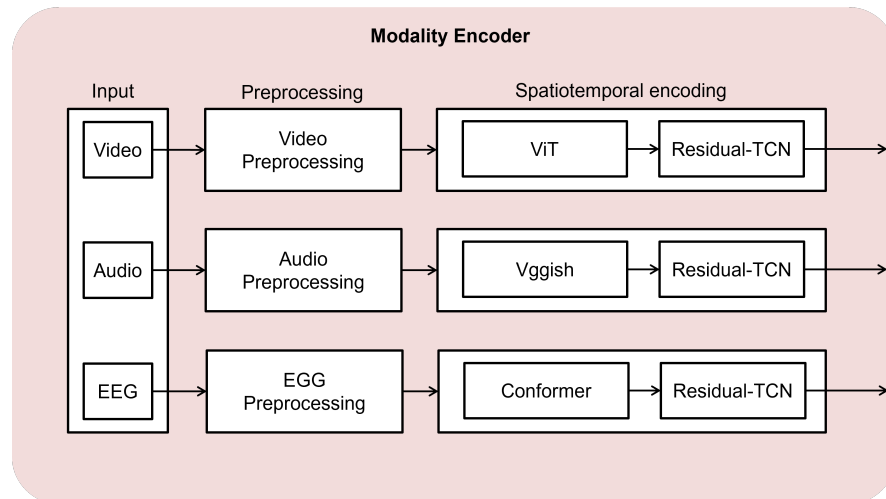 Modality Encoder
Input
Preprocessing
Spatiotemporal encoding
Video
Video
Preprocessing
ViT
Residual-TCN
Audio
Audio
Preprocessing
Vggish
Residual-TCN
EEG
EGG
Preprocessing
Conformer
Residual-TCN